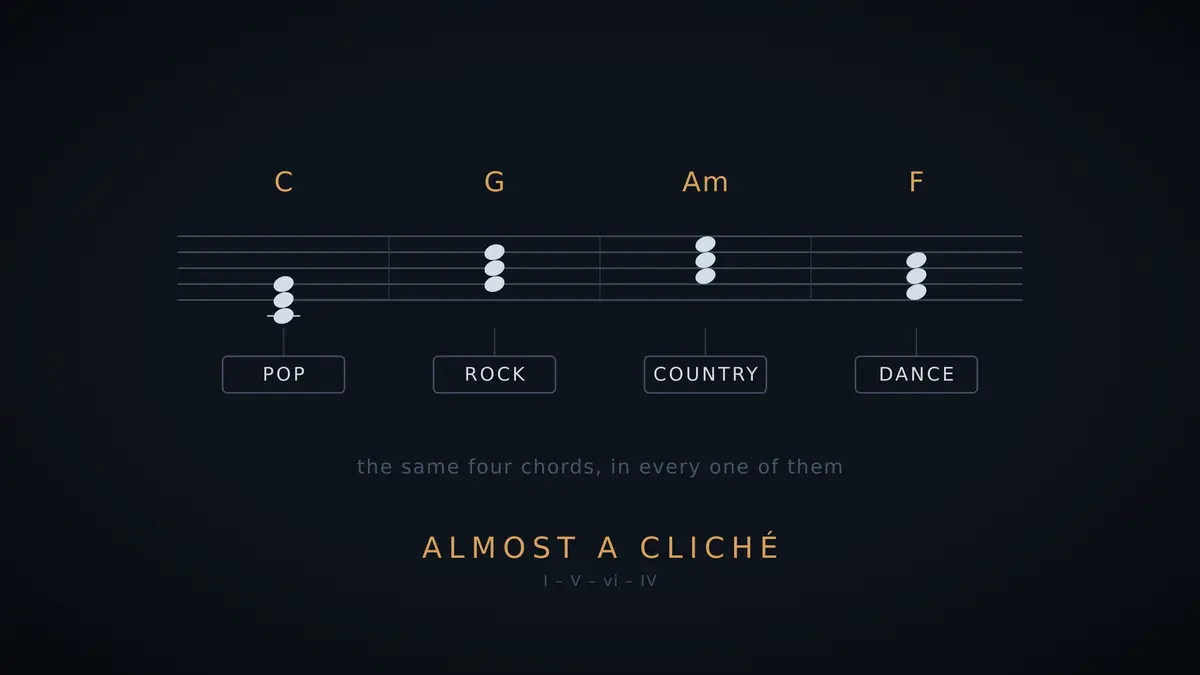 C G Am F
POP ROCK COUNTRY DANCE
the same four chords, in every one of them
ALMOST A CLICHÉ
I – V – vi – IV